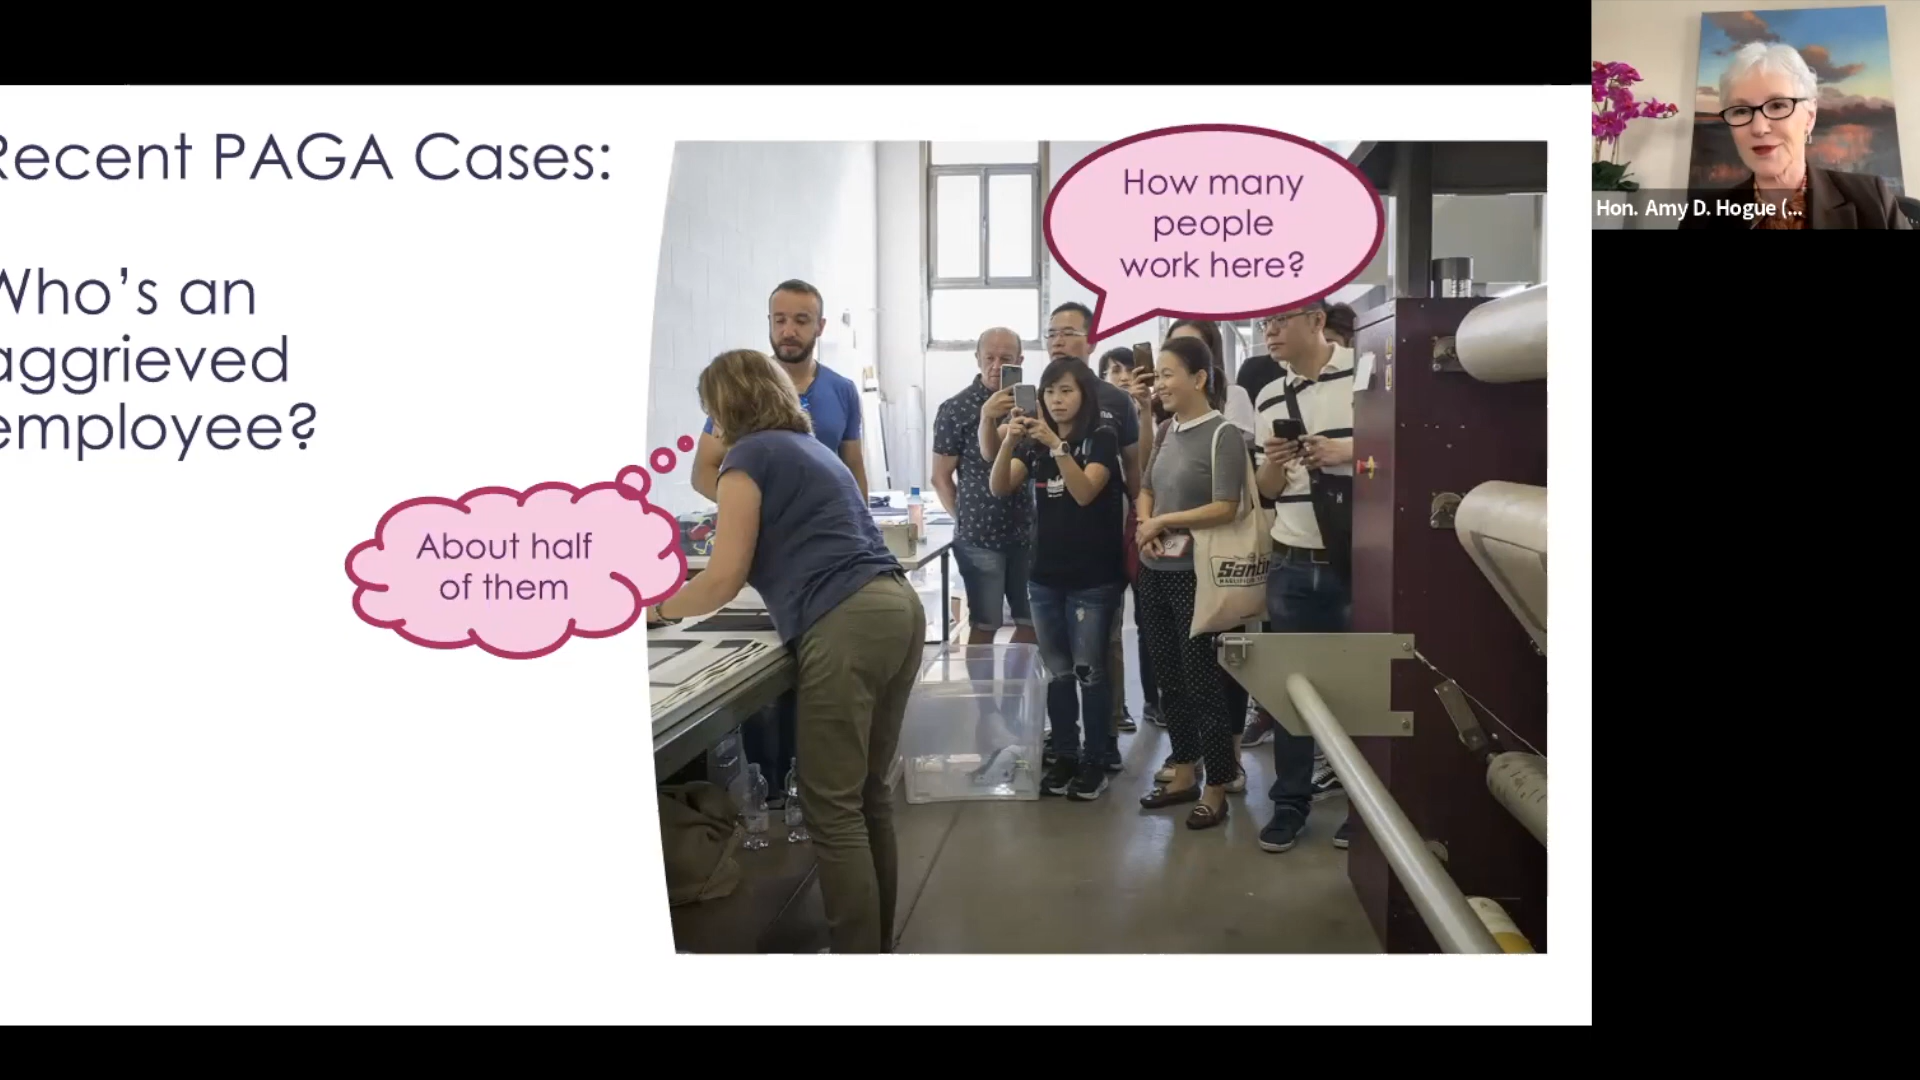 Recent PAGA Cases:
Who's an
aggrieved
employee?
How many
people
work here?
About half
of them
Hon. Amy D. Hogue (...